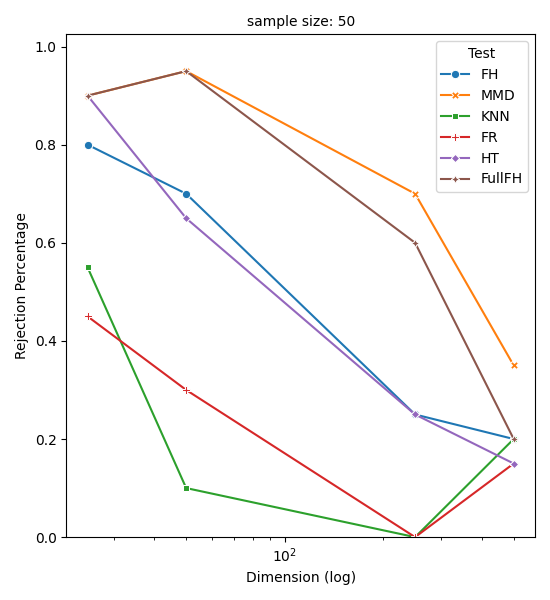 sample size: 50
Rejection Percentage
1.0
0.8
0.6
0.4
0.2
0.0
10²
Dimension (log)
Test
FH
MMD
KNN
FR
HT
FullFH